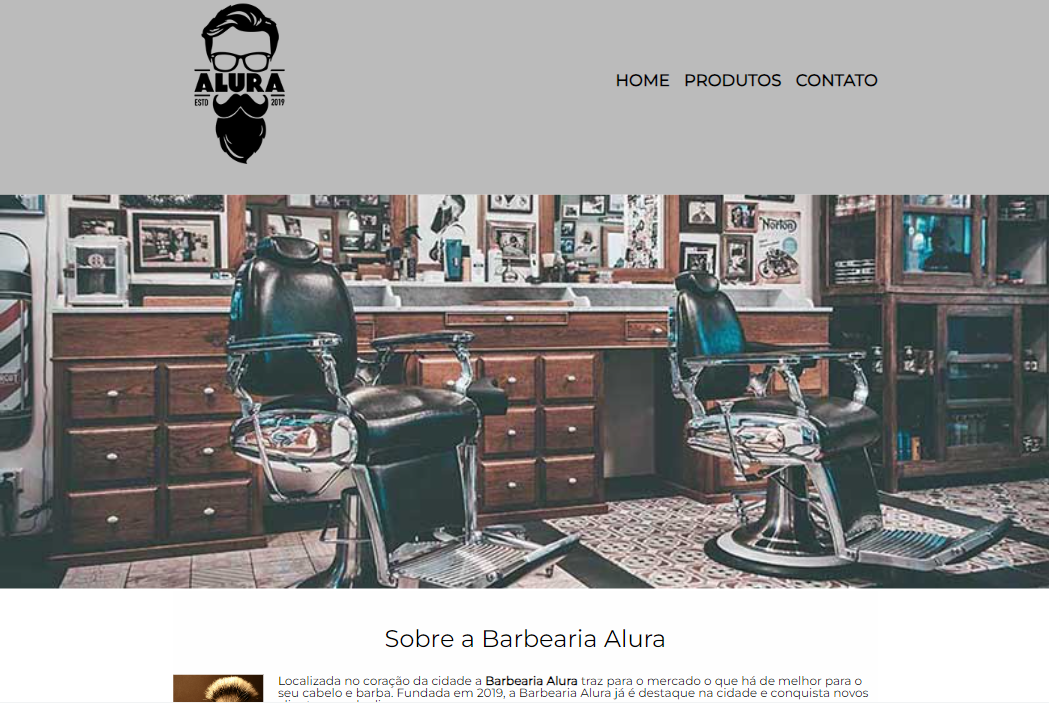 ALURA
ESTD 2019
HOME PRODUTOS CONTATO
Norton
Sobre a Barbearia Alura
Localizada no coração da cidade a Barbearia Alura traz para o mercado o que há de melhor para o
seu cabelo e barba. Fundada em 2019, a Barbearia Alura já é destaque na cidade e conquista novos